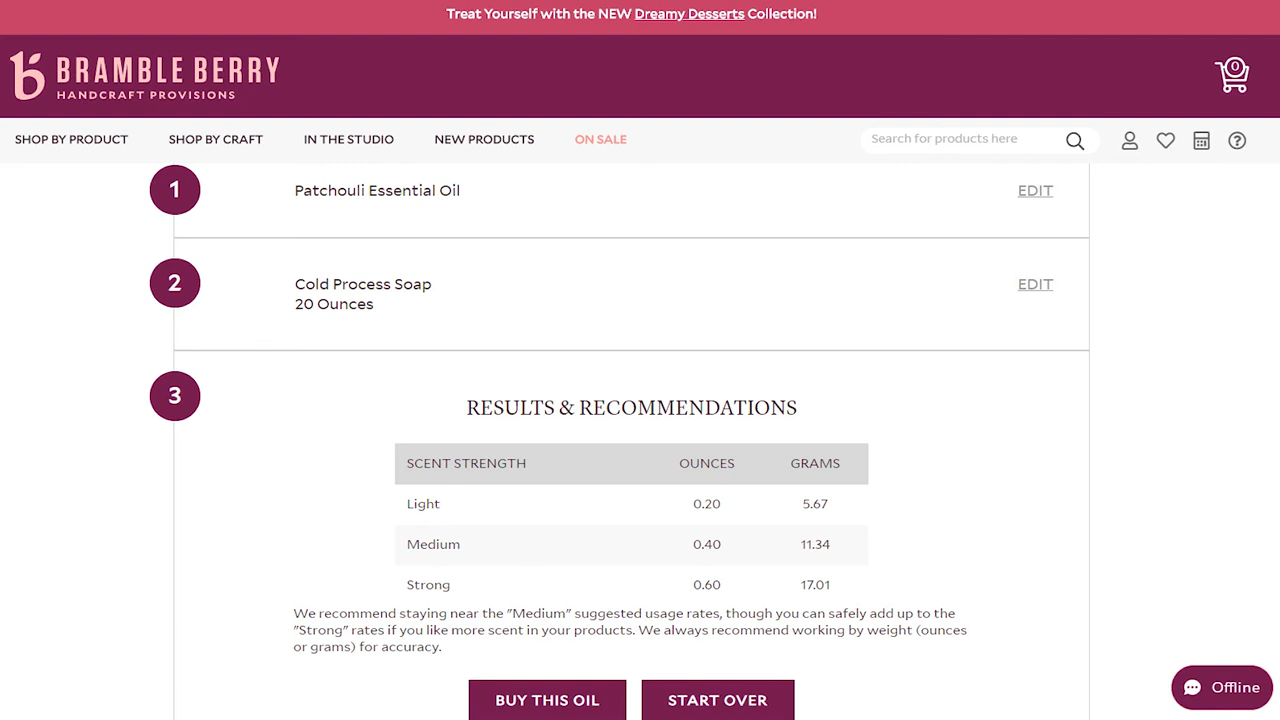 Treat Yourself with the NEW Dreamy Desserts Collection!
BRAMBLE BERRY
HANDCRAFT PROVISIONS
0
SHOP BY PRODUCT SHOP BY CRAFT IN THE STUDIO NEW PRODUCTS ON SALE Search for products here
1 Patchouli Essential Oil EDIT
2 Cold Process Soap EDIT
20 Ounces
3
RESULTS & RECOMMENDATIONS
SCENT STRENGTH OUNCES GRAMS
Light 0.20 5.67
Medium 0.40 11.34
Strong 0.60 17.01
We recommend staying near the "Medium" suggested usage rates, though you can safely add up to the
"Strong" rates if you like more scent in your products. We always recommend working by weight (ounces
or grams) for accuracy.
BUY THIS OIL START OVER
Offline